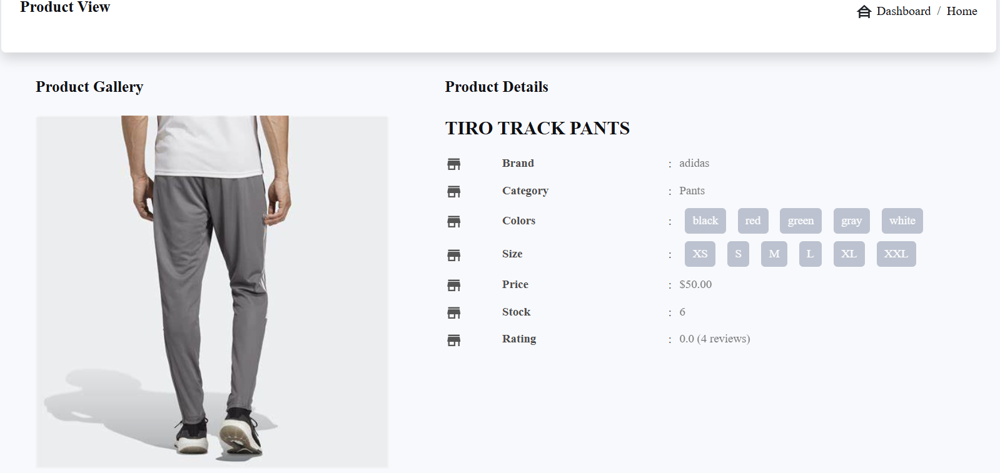 Product View
Dashboard / Home
Product Gallery
Product Details
TIRO TRACK PANTS
Brand : adidas
Category : Pants
Colors : black red green gray white
Size : XS S M L XL XXL
Price : $50.00
Stock : 6
Rating : 0.0 (4 reviews)